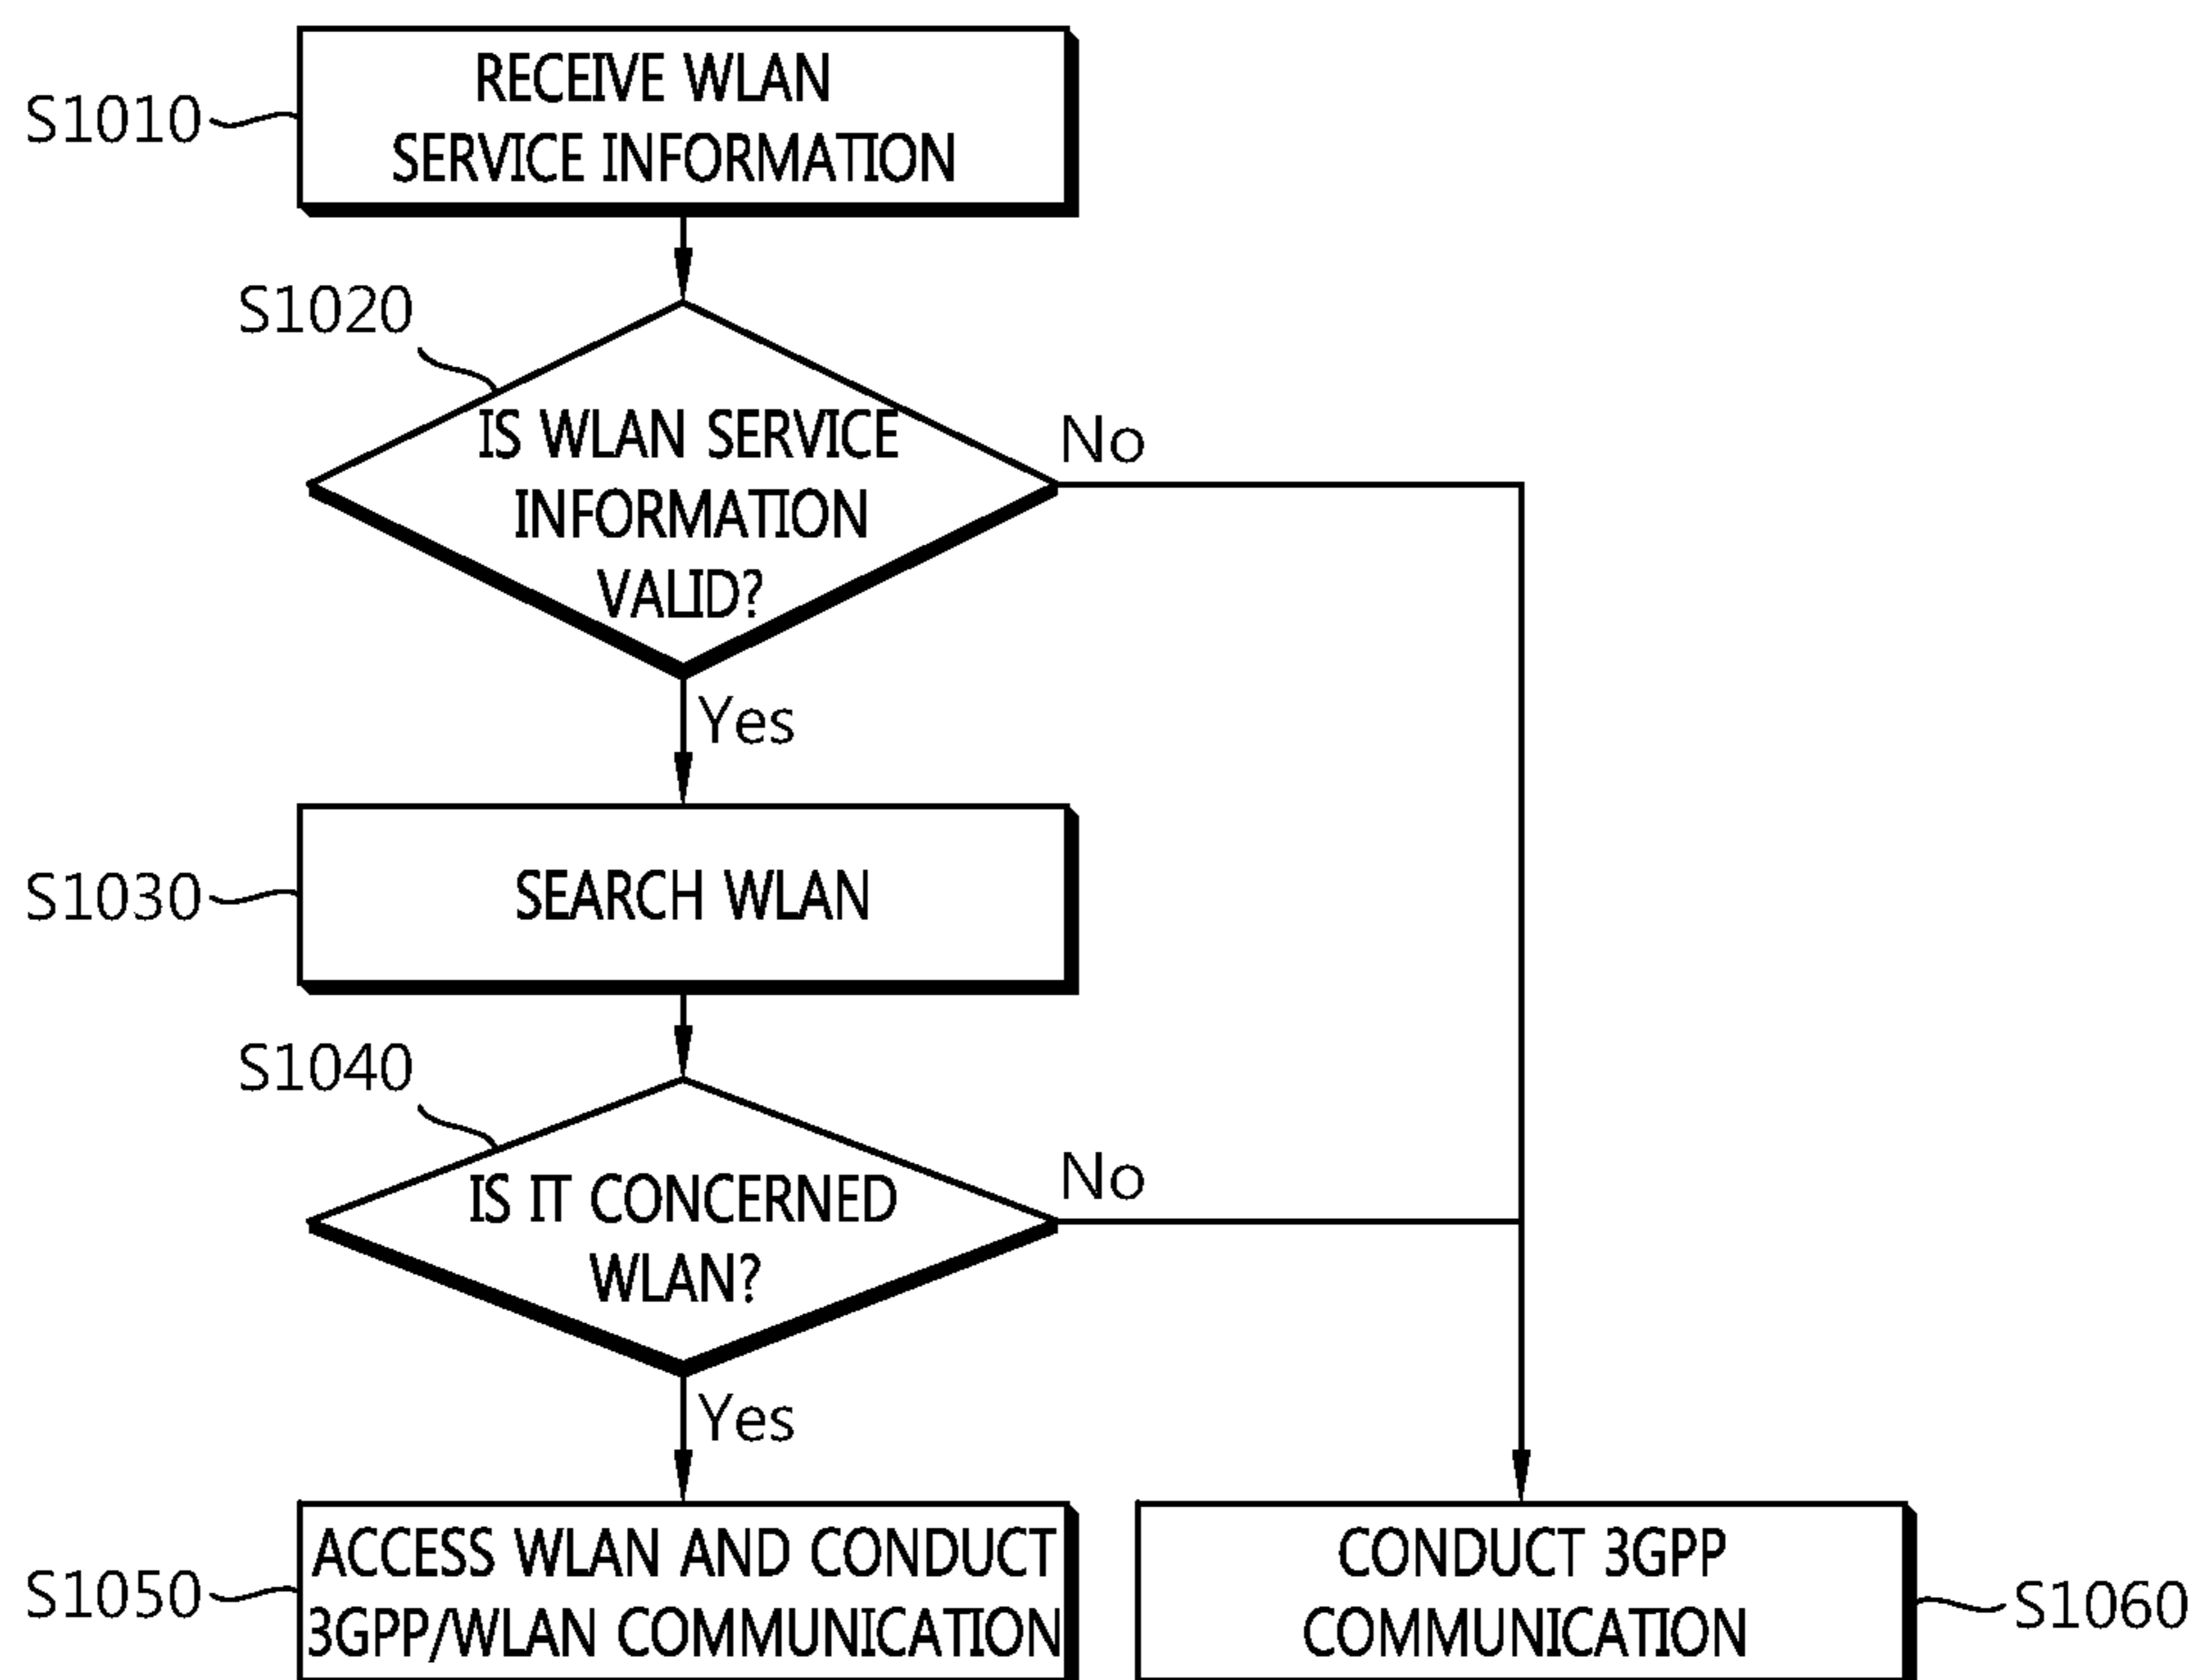 S1010
RECEIVE WLAN
SERVICE INFORMATION
S1020
IS WLAN SERVICE
INFORMATION
VALID?
No
Yes
S1030
SEARCH WLAN
S1040
IS IT CONCERNED
WLAN?
No
Yes
S1050
ACCESS WLAN AND CONDUCT
3GPP/WLAN COMMUNICATION
CONDUCT 3GPP
COMMUNICATION
S1060